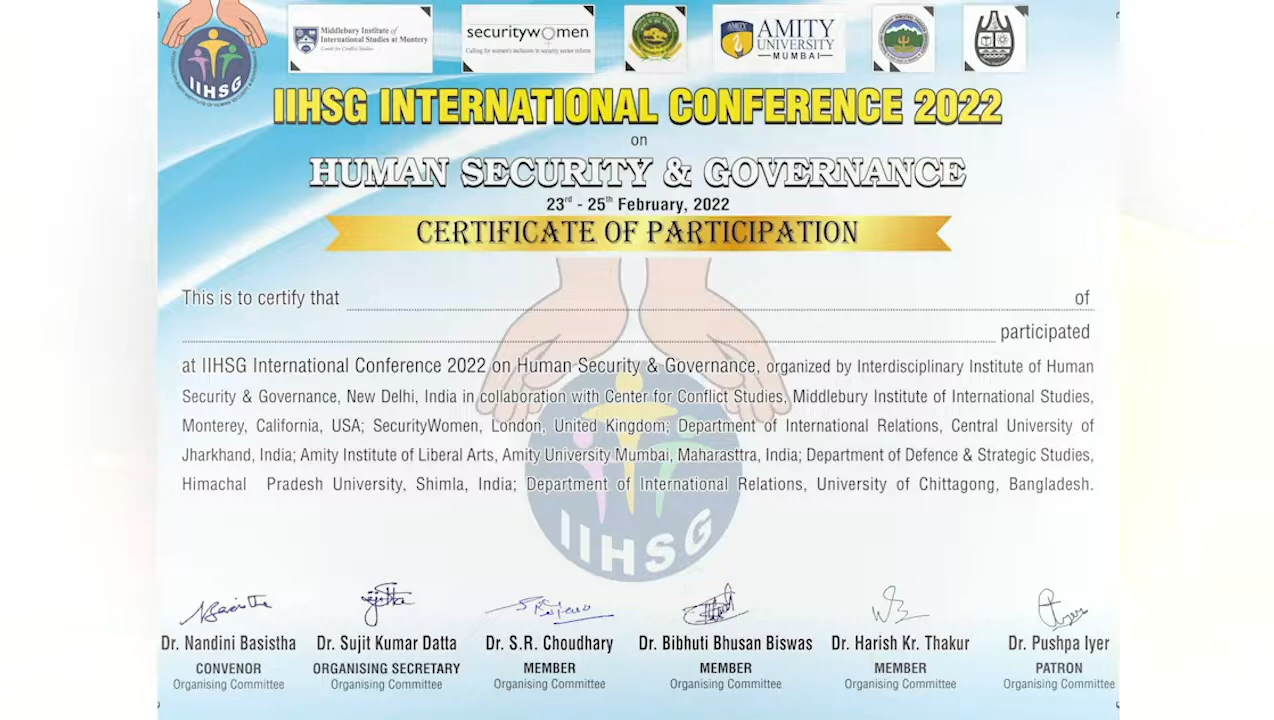 Middlebury Institute of
International Studies at Montery
Center for Conflict Studies
securitywomen
Calling for women's inclusion in security sector reform
AMITY
AMITY
UNIVERSITY
MUMBAI
IIHSG
IIHSG INTERNATIONAL CONFERENCE 2022
on
HUMAN SECURITY & GOVERNANCE
23rd - 25th February, 2022
CERTIFICATE OF PARTICIPATION
This is to certify that of
participated
at IIHSG International Conference 2022 on Human Security & Governance, organized by Interdisciplinary Institute of Human
Security & Governance, New Delhi, India in collaboration with Center for Conflict Studies, Middlebury Institute of International Studies,
Monterey, California, USA; SecurityWomen, London, United Kingdom; Department of International Relations, Central University of
Jharkhand, India; Amity Institute of Liberal Arts, Amity University Mumbai, Maharasttra, India; Department of Defence & Strategic Studies,
Himachal Pradesh University, Shimla, India; Department of International Relations, University of Chittagong, Bangladesh.
IIHSG
Dr. Nandini Basistha Dr. Sujit Kumar Datta Dr. S.R. Choudhary Dr. Bibhuti Bhusan Biswas Dr. Harish Kr. Thakur Dr. Pushpa Iyer
CONVENOR ORGANISING SECRETARY MEMBER MEMBER MEMBER PATRON
Organising Committee Organising Committee Organising Committee Organising Committee Organising Committee Organising Committee